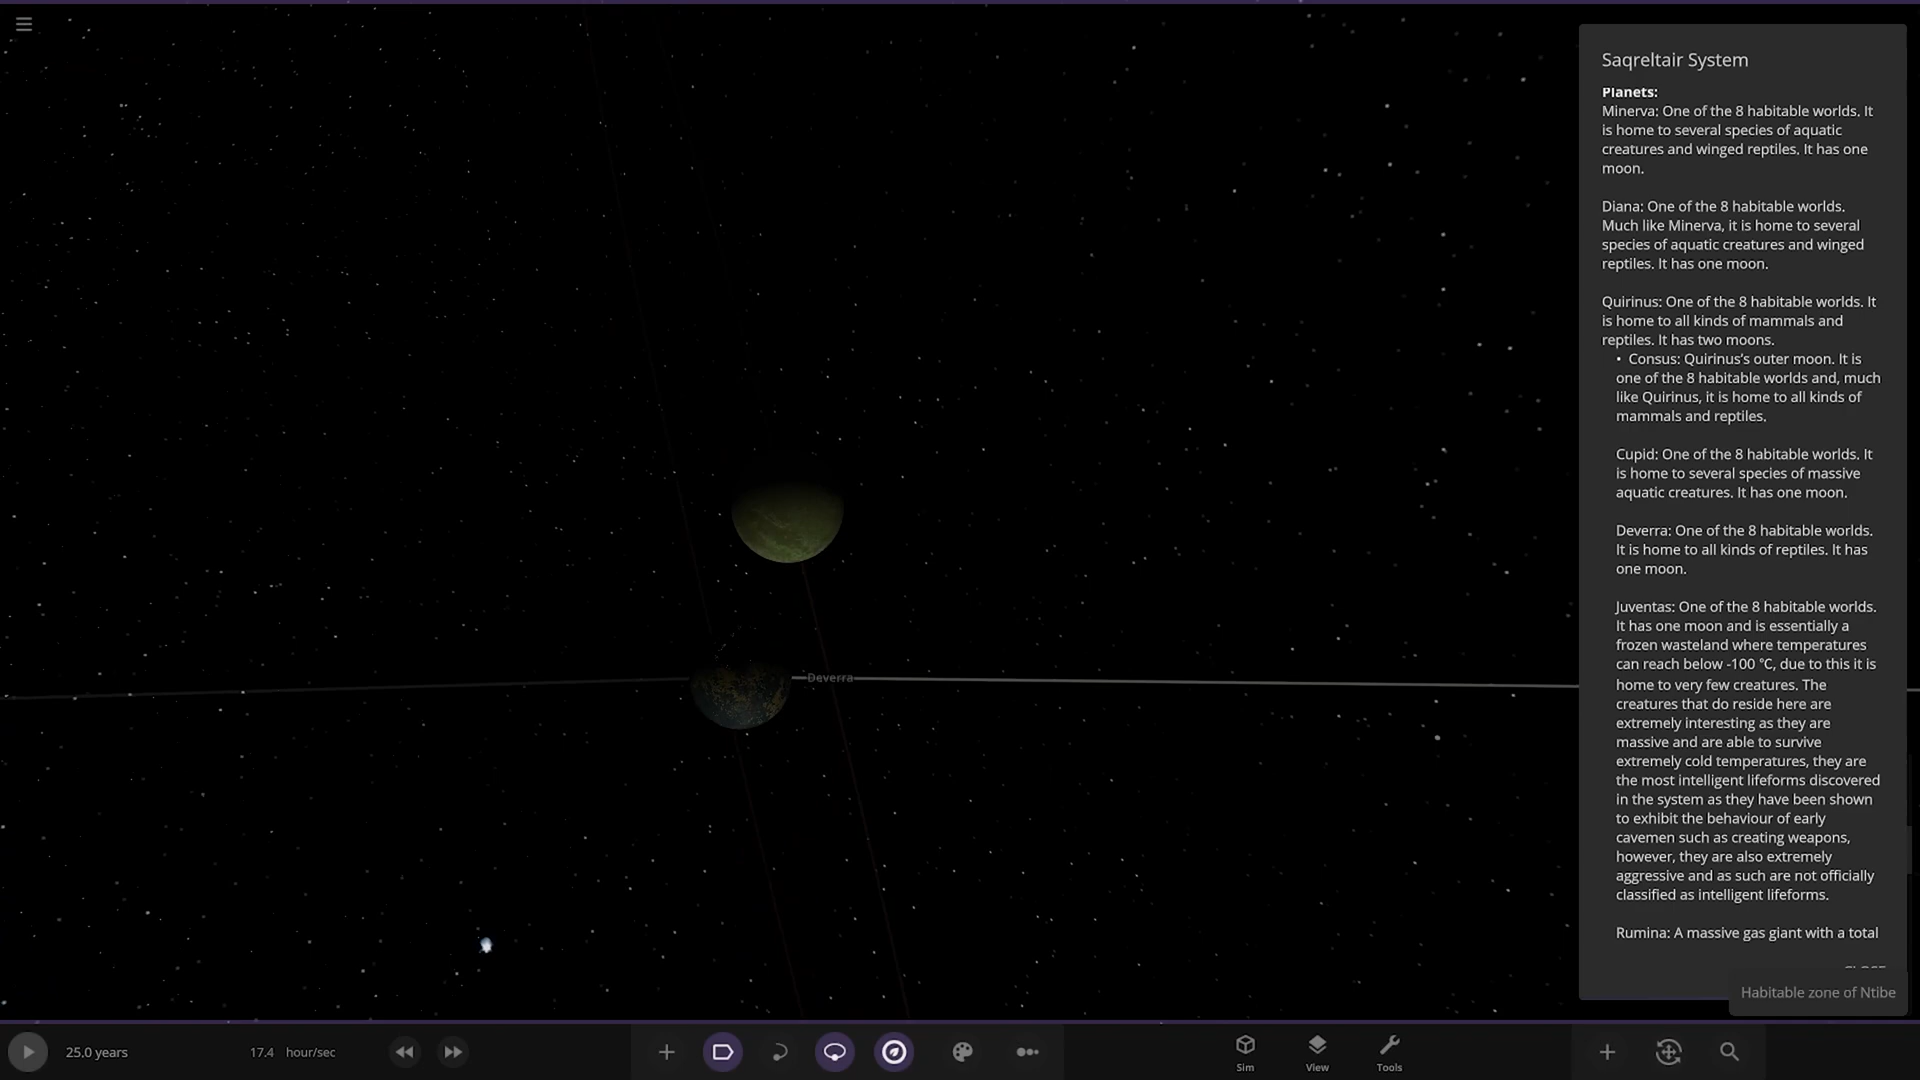 Saqreltair System
Planets:
Minerva: One of the 8 habitable worlds. It
is home to several species of aquatic
creatures and winged reptiles. It has one
moon.
Diana: One of the 8 habitable worlds.
Much like Minerva, it is home to several
species of aquatic creatures and winged
reptiles. It has one moon.
Quirinus: One of the 8 habitable worlds. It
is home to all kinds of mammals and
reptiles. It has two moons.
• Consus: Quirinus's outer moon. It is
one of the 8 habitable worlds and, much
like Quirinus, it is home to all kinds of
mammals and reptiles.
Cupid: One of the 8 habitable worlds. It
is home to several species of massive
aquatic creatures. It has one moon.
Deverra: One of the 8 habitable worlds.
It is home to all kinds of reptiles. It has
one moon.
Juventas: One of the 8 habitable worlds.
It has one moon and is essentially a
frozen wasteland where temperatures
can reach below -100 °C, due to this it is
home to very few creatures. The
creatures that do reside here are
extremely interesting as they are
massive and are able to survive
extremely cold temperatures, they are
the most intelligent lifeforms discovered
in the system as they have been shown
to exhibit the behaviour of early
cavemen such as creating weapons,
however, they are also extremely
aggressive and as such are not officially
classified as intelligent lifeforms.
Rumina: A massive gas giant with a total
CLOSE
Habitable zone of Ntibe
Deverra
25.0 years
17.4 hour/sec
Sim
View
Tools